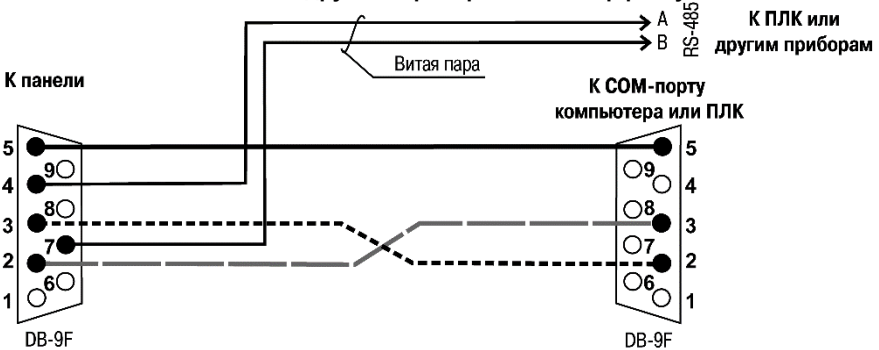 А
В
RS-485
К ПЛК или
другим приборам
Витая пара
К панели
К COM-порту
компьютера или ПЛК
5
9
4
8
3
7
2
6
1
DB-9F
5
9
4
8
3
7
2
6
1
DB-9F